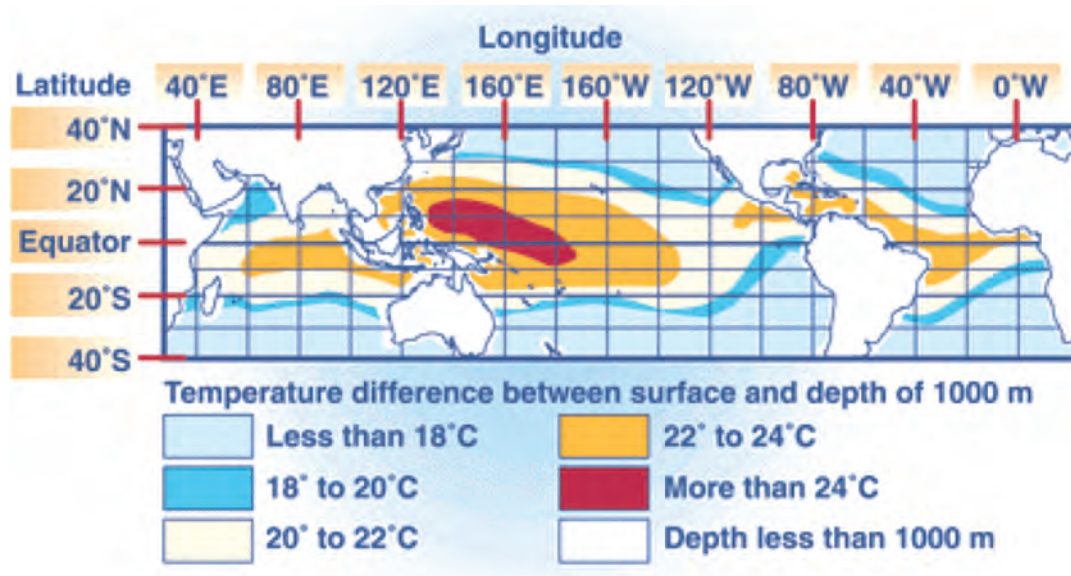 Longitude
Latitude 40˚E 80˚E 120˚E 160˚E 160˚W 120˚W 80˚W 40˚W 0˚W
40˚N
20˚N
Equator
20˚S
40˚S
Temperature difference between surface and depth of 1000 m
Less than 18˚C 22˚ to 24˚C
18˚ to 20˚C More than 24˚C
20˚ to 22˚C Depth less than 1000 m